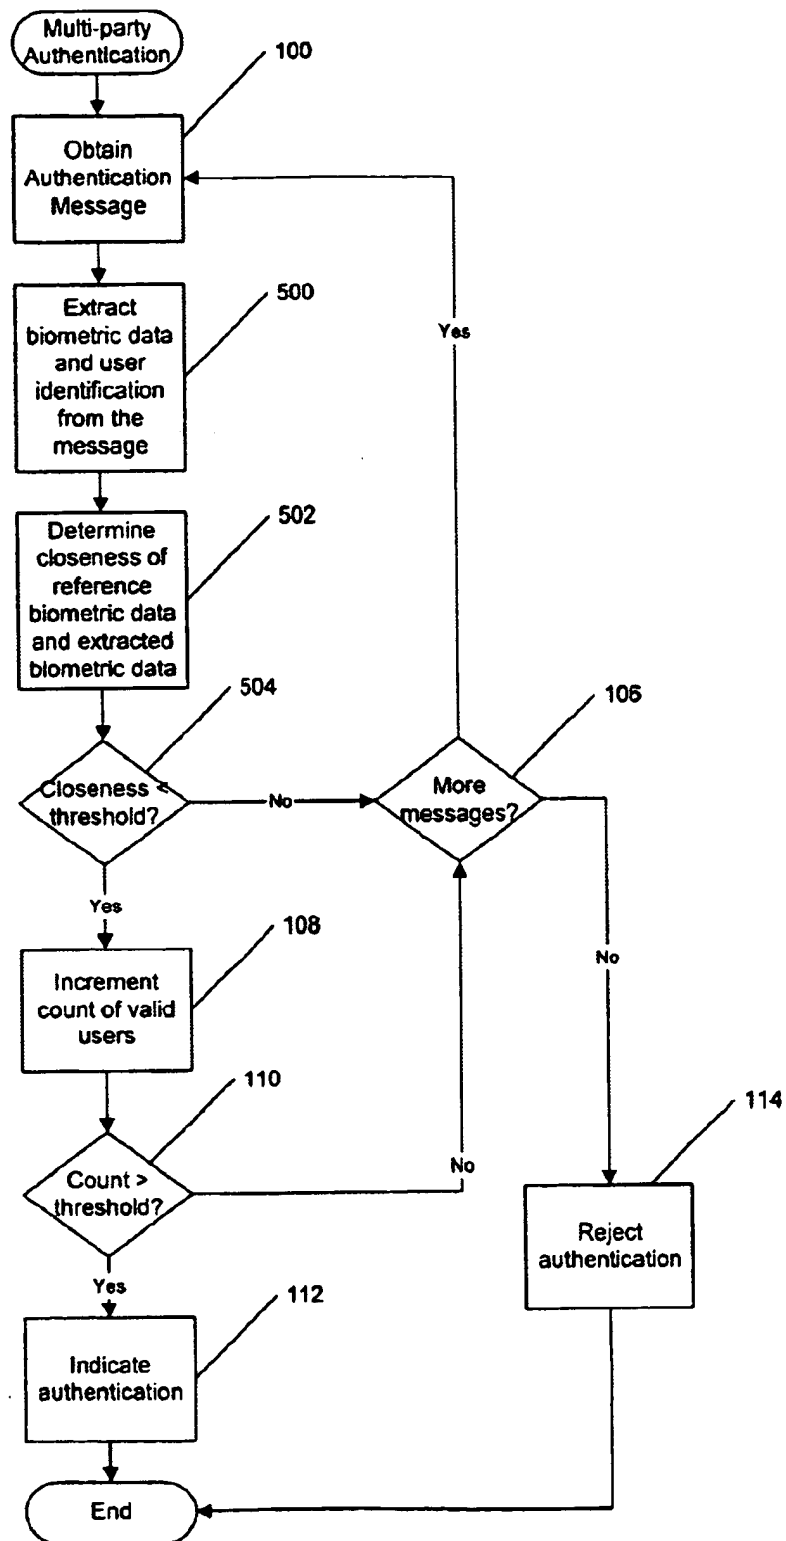 Multi-party
Authentication
100
Obtain
Authentication
Message
500
Extract
biometric data
and user
identification
from the
message
Yes
502
Determine
closeness of
reference
biometric data
and extracted
biometric data
504
Closeness <
threshold?
No
106
More
messages?
Yes
108
Increment
count of valid
users
No
110
Count >
threshold?
No
114
Reject
authentication
Yes
112
Indicate
authentication
End